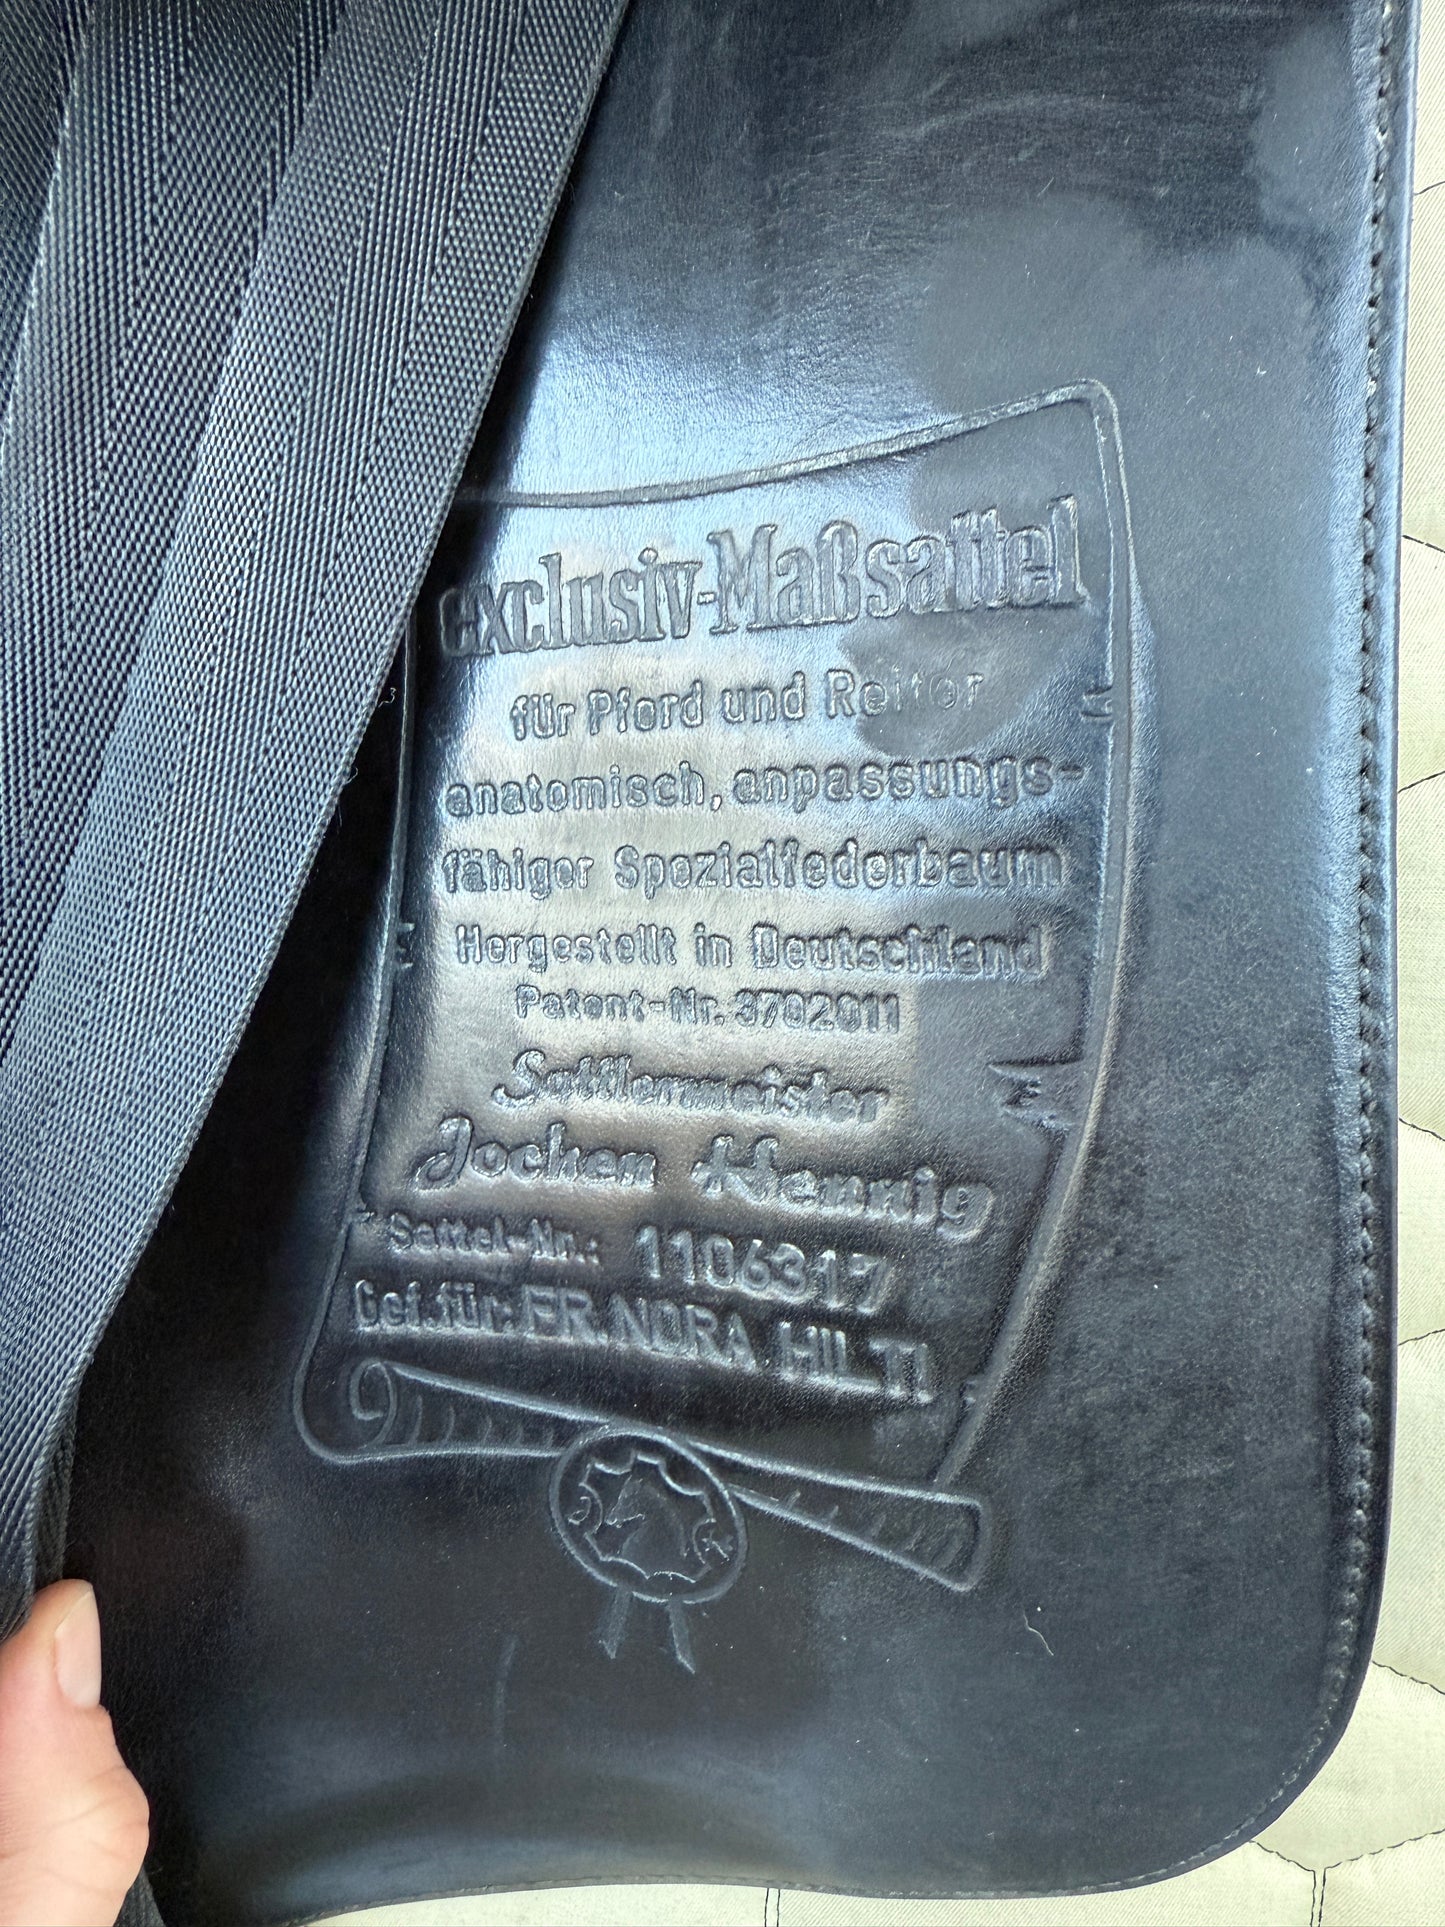 exclusiv-Maßsattel
für Pferd und Reiter
anatomisch, anpassungs-
fähiger Spezialfederbaum
Hergestellt in Deutschland
Patent-Nr. 3702011
Sattlermeister
Jochen Hennig
Sattel-Nr.: 1106317
Gef.für: FR. NORA HILTI